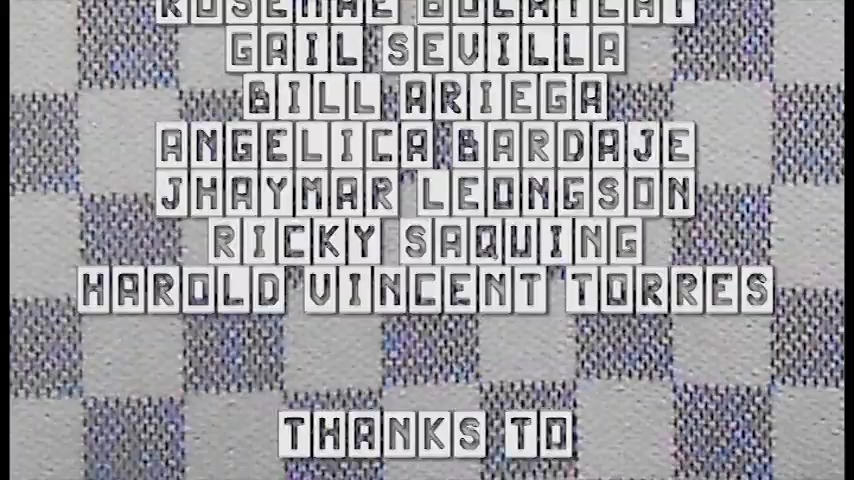 GAIL SEVILLA
BILL ARIEGA
ANGELICA BARDAJE
JHAYMAR LEONGSON
RICKY SAQUING
HAROLD VINCENT TORRES
THANKS TO